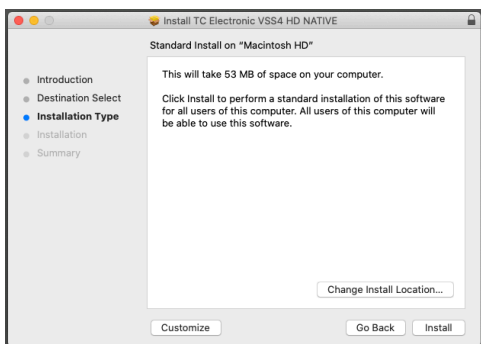 Install TC Electronic VSS4 HD NATIVE
Standard Install on “Macintosh HD”
Introduction
Destination Select
Installation Type
Installation
Summary
This will take 53 MB of space on your computer.
Click Install to perform a standard installation of this software
for all users of this computer. All users of this computer will
be able to use this software.
Change Install Location...
Customize
Go Back
Install